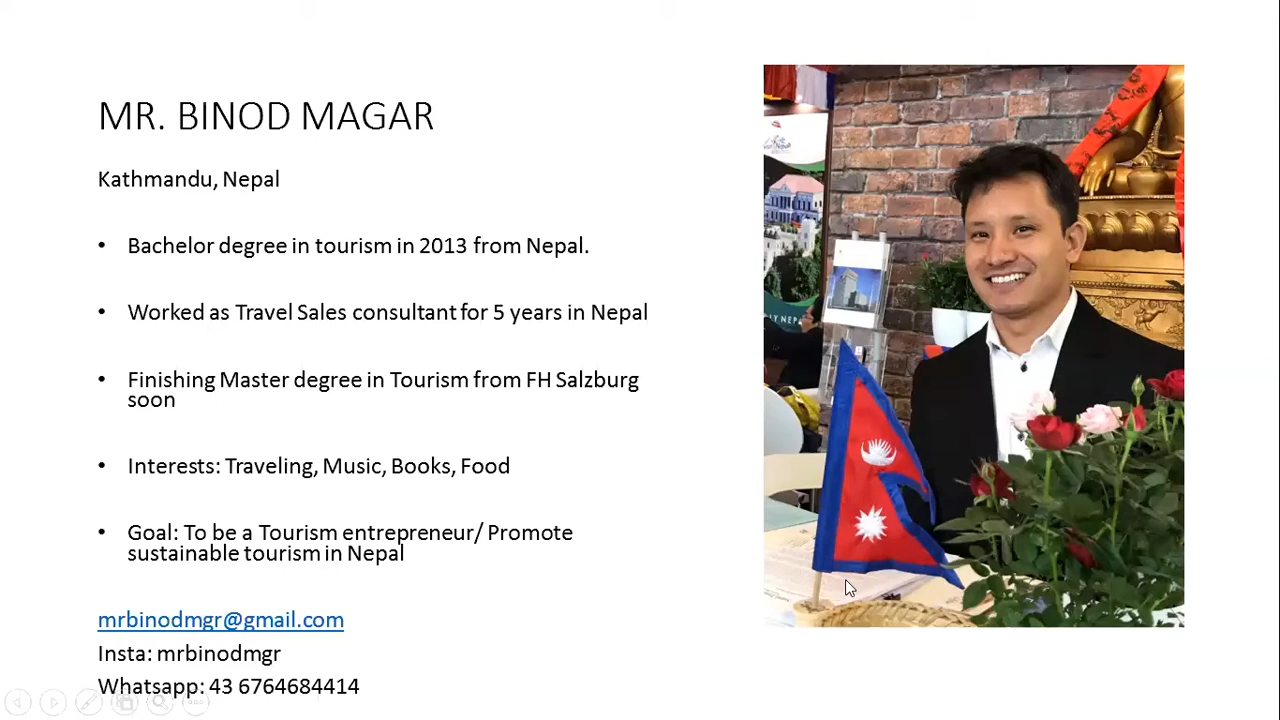 MR. BINOD MAGAR
Kathmandu, Nepal
• Bachelor degree in tourism in 2013 from Nepal.
• Worked as Travel Sales consultant for 5 years in Nepal
• Finishing Master degree in Tourism from FH Salzburg
soon
• Interests: Traveling, Music, Books, Food
• Goal: To be a Tourism entrepreneur/ Promote
sustainable tourism in Nepal
mrbinodmgr@gmail.com
Insta: mrbinodmgr
Whatsapp: 43 6764684414